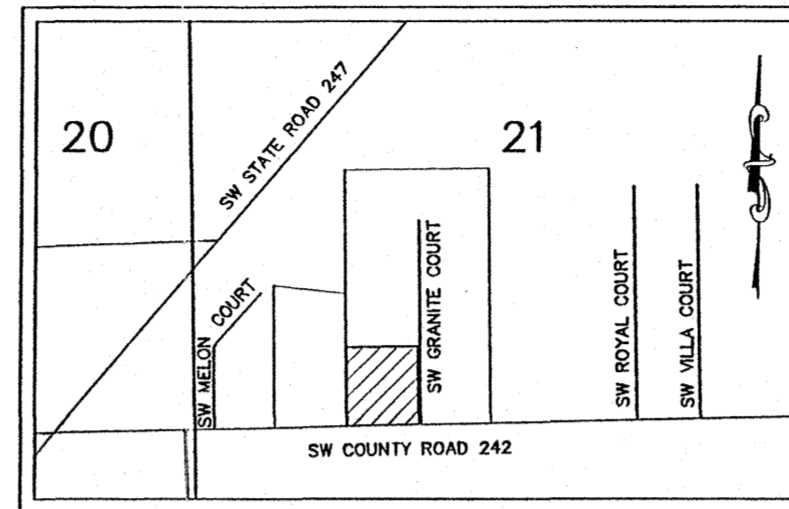 20
SW STATE ROAD 247
21
SW MELON COURT
SW GRANITE COURT
SW ROYAL COURT
SW VILLA COURT
SW COUNTY ROAD 242